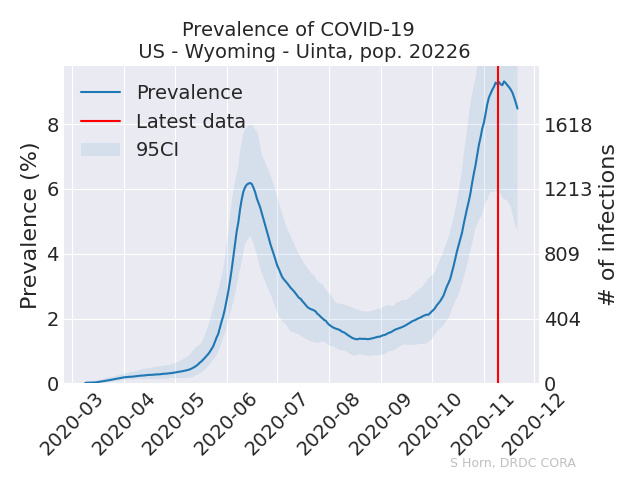 Prevalence of COVID-19
US - Wyoming - Uinta, pop. 20226
Prevalence
Latest data
95CI
Prevalence (%)
8
6
4
2
0
1618
1213
809
404
0
# of infections
2020-03
2020-04
2020-05
2020-06
2020-07
2020-08
2020-09
2020-10
2020-11
2020-12
S Horn, DRDC CORA